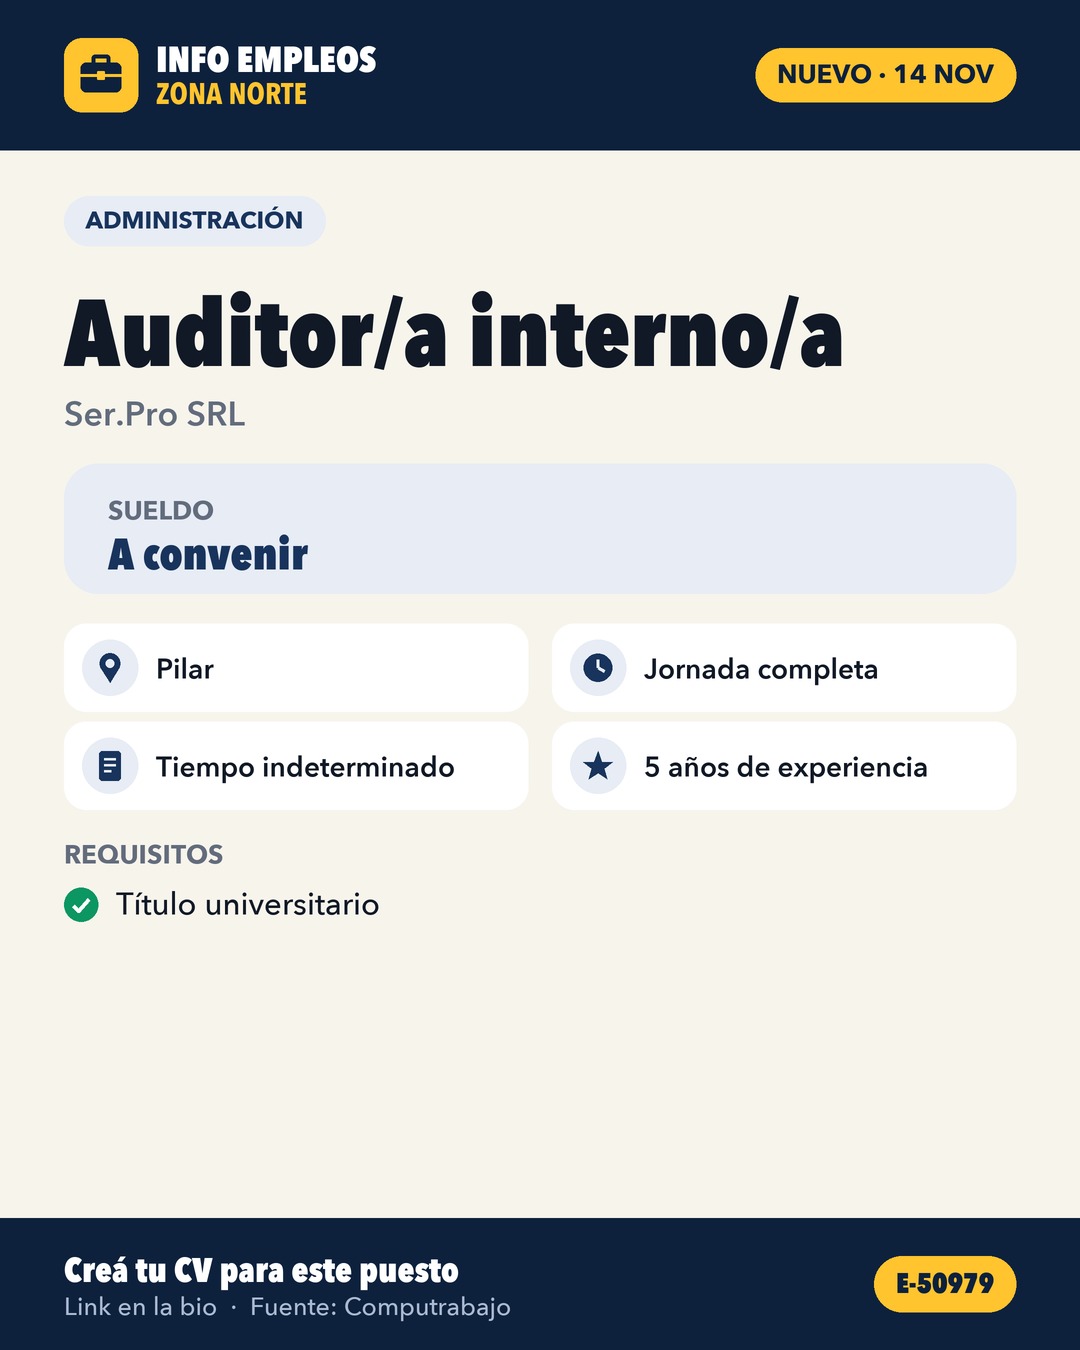 INFO EMPLEOS
ZONA NORTE
NUEVO · 14 NOV
ADMINISTRACIÓN
Auditor/a interno/a
Ser.Pro SRL
SUELDO
A convenir
Pilar
Jornada completa
Tiempo indeterminado
5 años de experiencia
REQUISITOS
Título universitario
Creá tu CV para este puesto
Link en la bio · Fuente: Computrabajo
E-50979